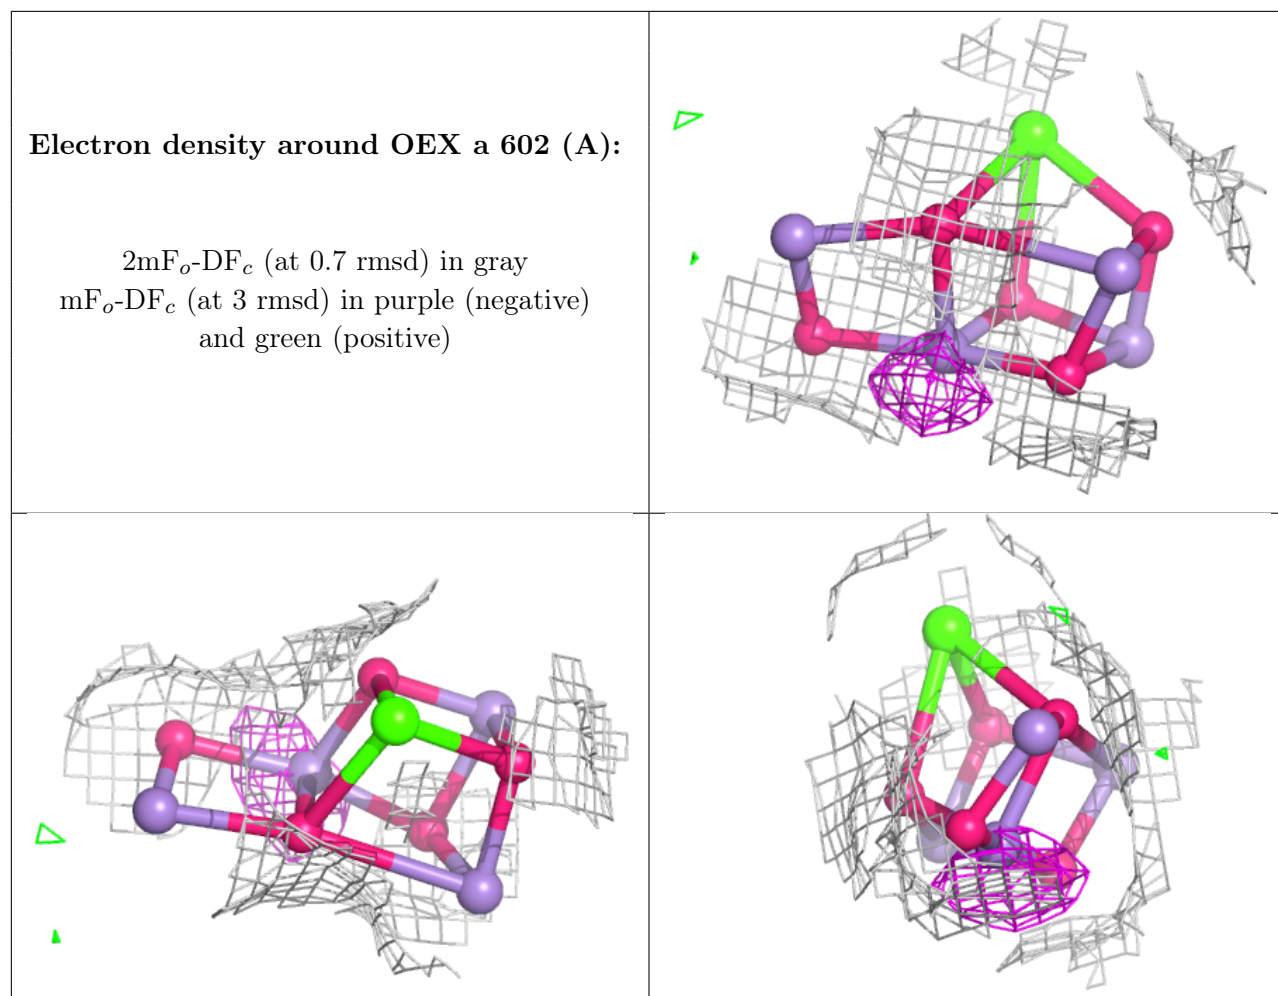 Electron density around OEX a 602 (A):
2mFo-DFc (at 0.7 rmsd) in gray
mFo-DFc (at 3 rmsd) in purple (negative)
and green (positive)